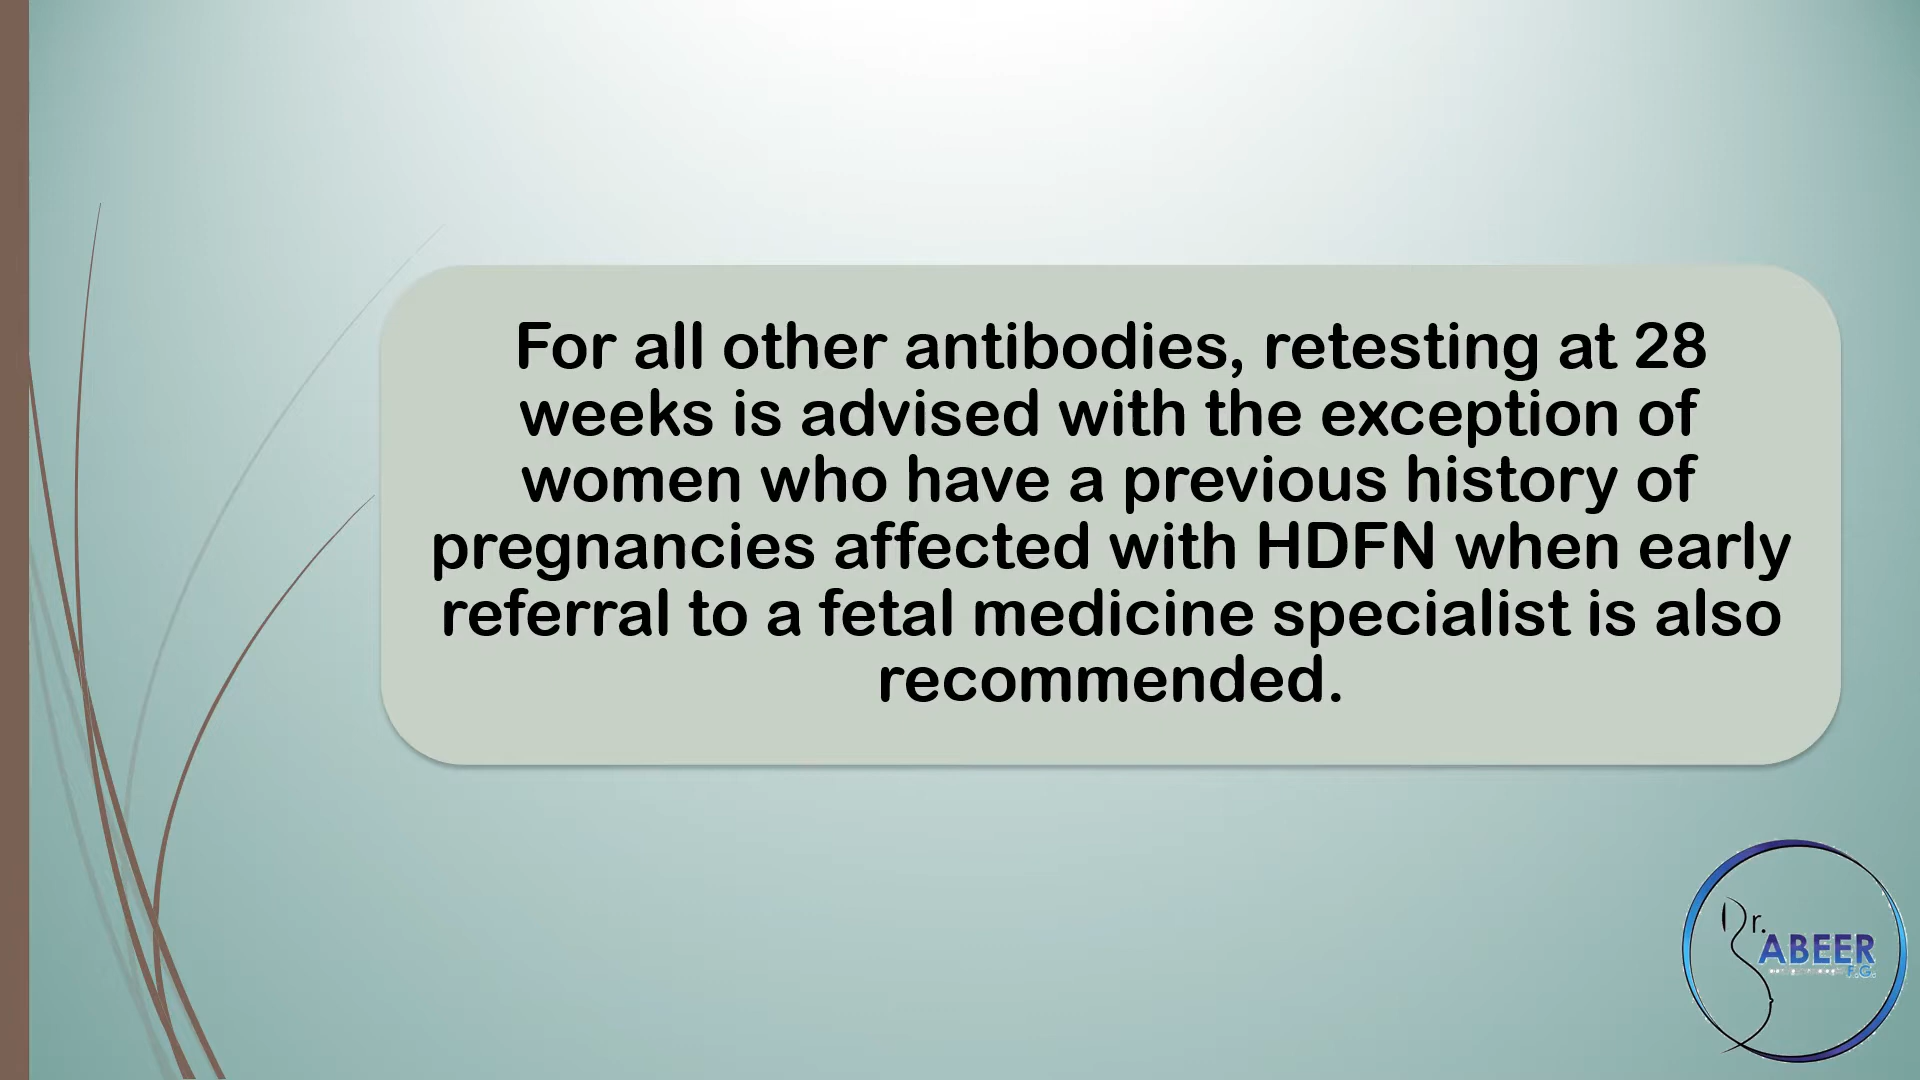 For all other antibodies, retesting at 28
weeks is advised with the exception of
women who have a previous history of
pregnancies affected with HDFN when early
referral to a fetal medicine specialist is also
recommended.
Dr.
ABEER
F.G.